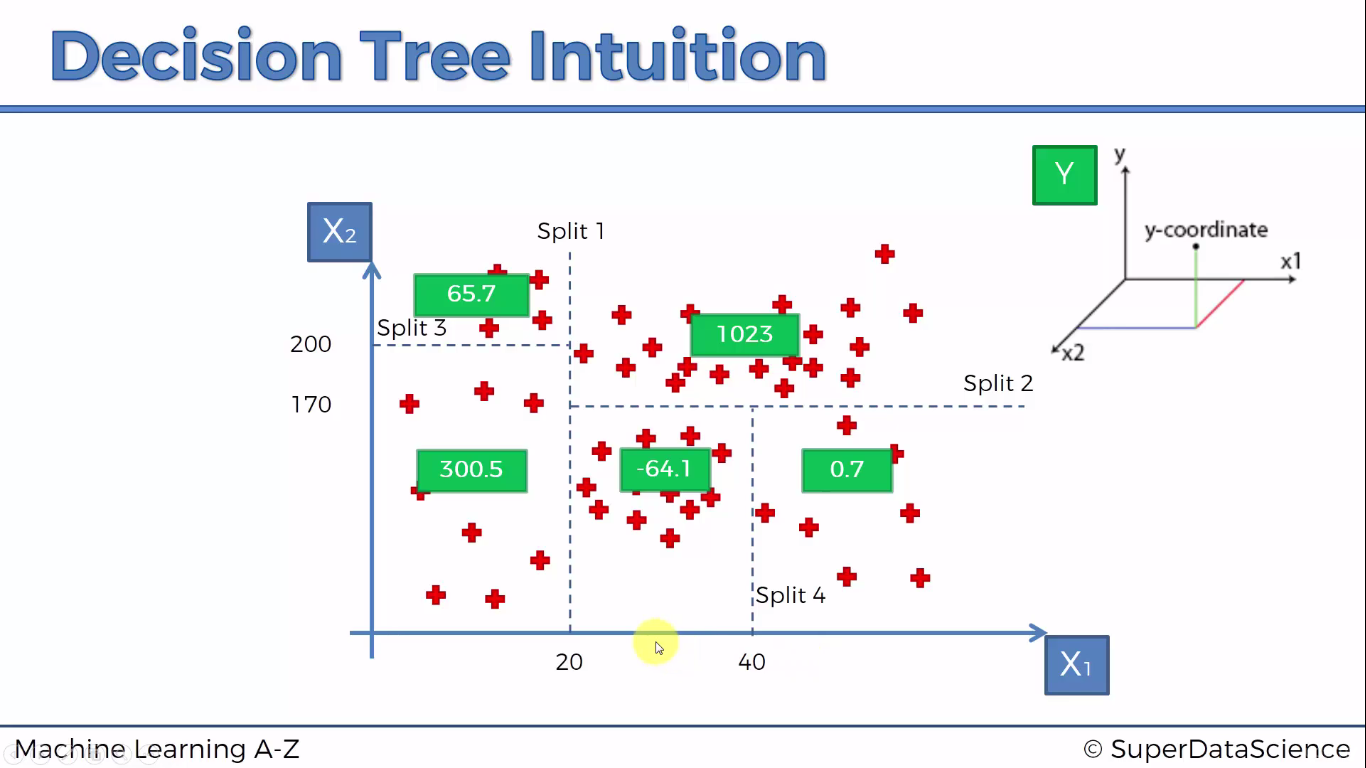 Decision Tree Intuition
Y
y
y-coordinate
x1
x2
X2
Split 1
65.7
Split 3
1023
200
Split 2
170
300.5
-64.1
0.7
Split 4
20
40
X1
Machine Learning A-Z
© SuperDataScience